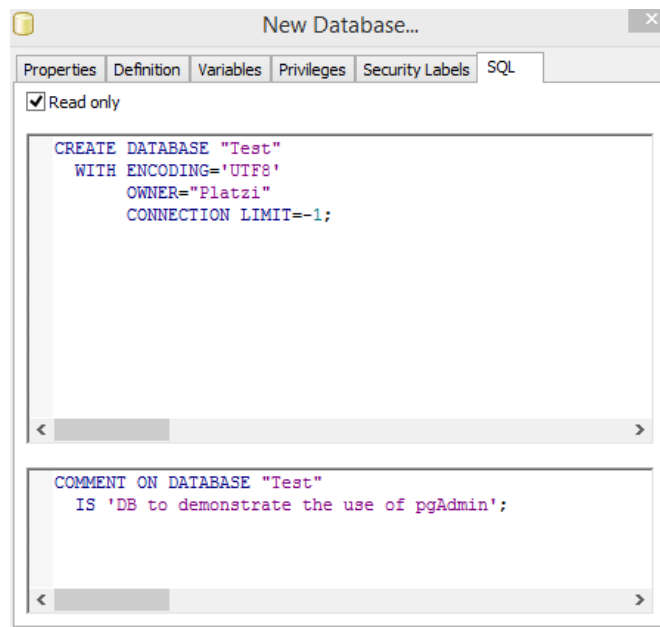 New Database...
Properties Definition Variables Privileges Security Labels SQL
Read only
CREATE DATABASE "Test"
WITH ENCODING='UTF8'
OWNER="Platzi"
CONNECTION LIMIT=-1;
COMMENT ON DATABASE "Test"
IS 'DB to demonstrate the use of pgAdmin';